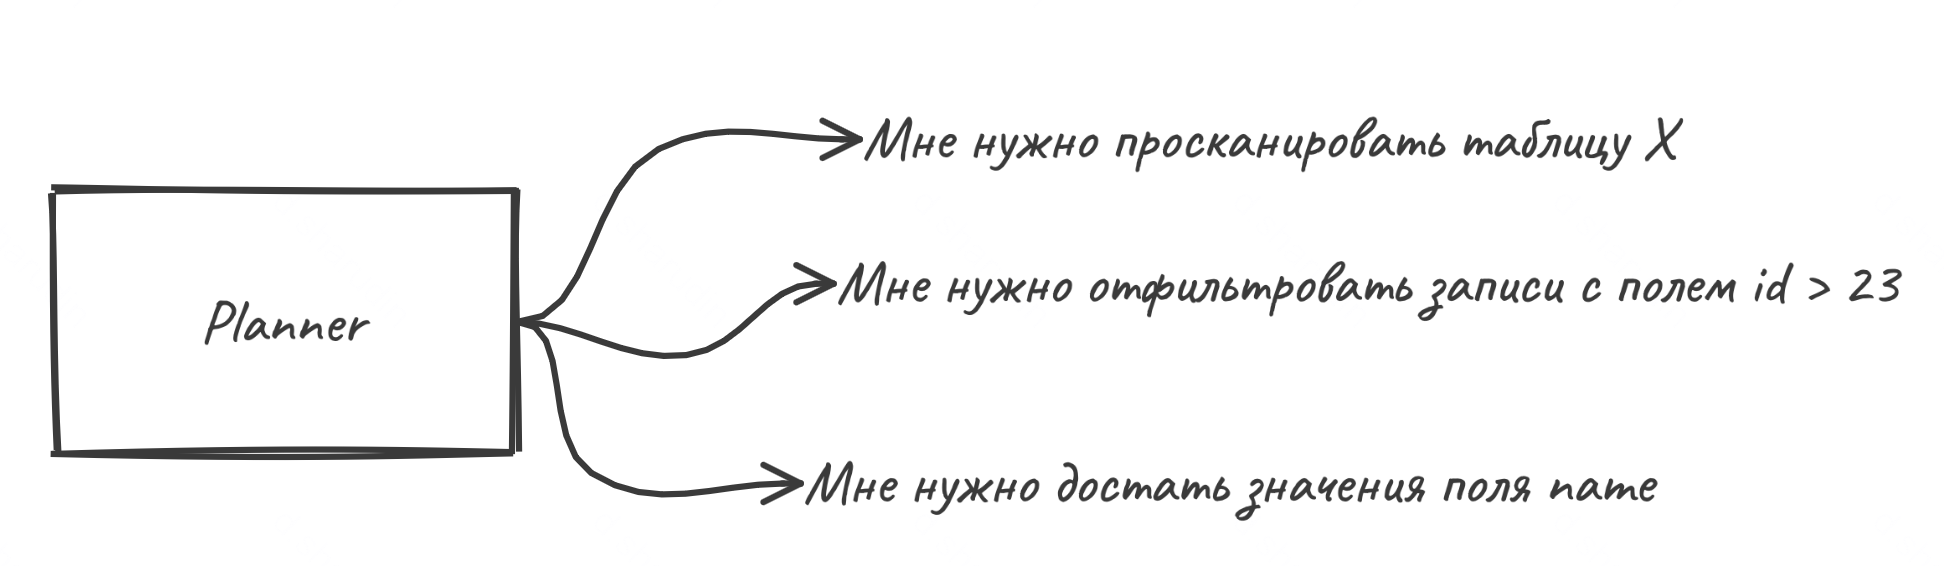 Мне нужно просканировать таблицу X
Мне нужно отфильтровать записи с полем id > 23
Planner
Мне нужно достать значения поля name